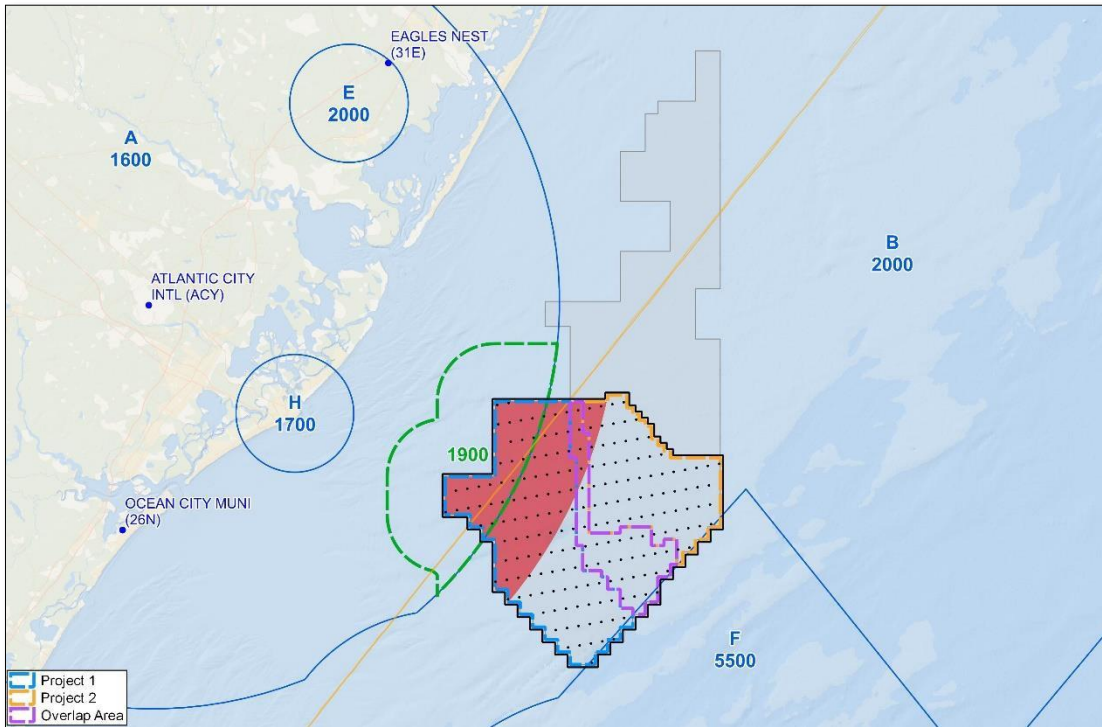 EAGLES NEST
(31E)
E
2000
A
1600
B
2000
ATLANTIC CITY
INTL (ACY)
H
1700
1900
OCEAN CITY MUNI
(26N)
F
5500
Project 1
Project 2
Overlap Area